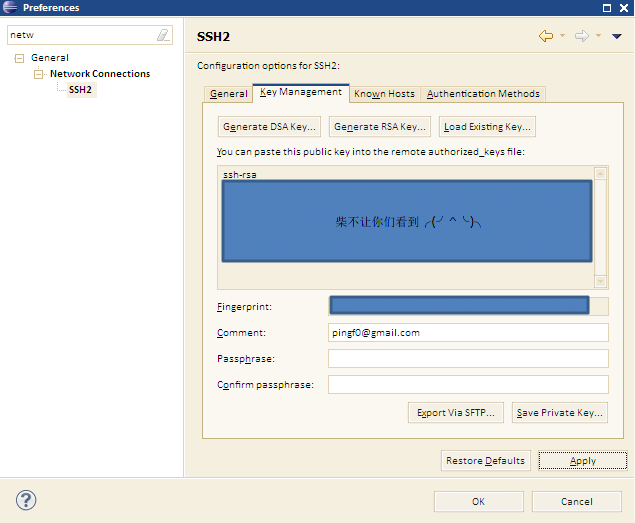 Preferences
netw
SSH2
General
Network Connections
SSH2
Configuration options for SSH2:
General Key Management Known Hosts Authentication Methods
Generate DSA Key... Generate RSA Key... Load Existing Key...
You can paste this public key into the remote authorized_keys file:
ssh-rsa
柴不让你们看到╭(╯^╰)╮
Fingerprint:
Comment: pingf0@gmail.com
Passphrase:
Confirm passphrase:
Export Via SFTP... Save Private Key...
Restore Defaults Apply
? OK Cancel